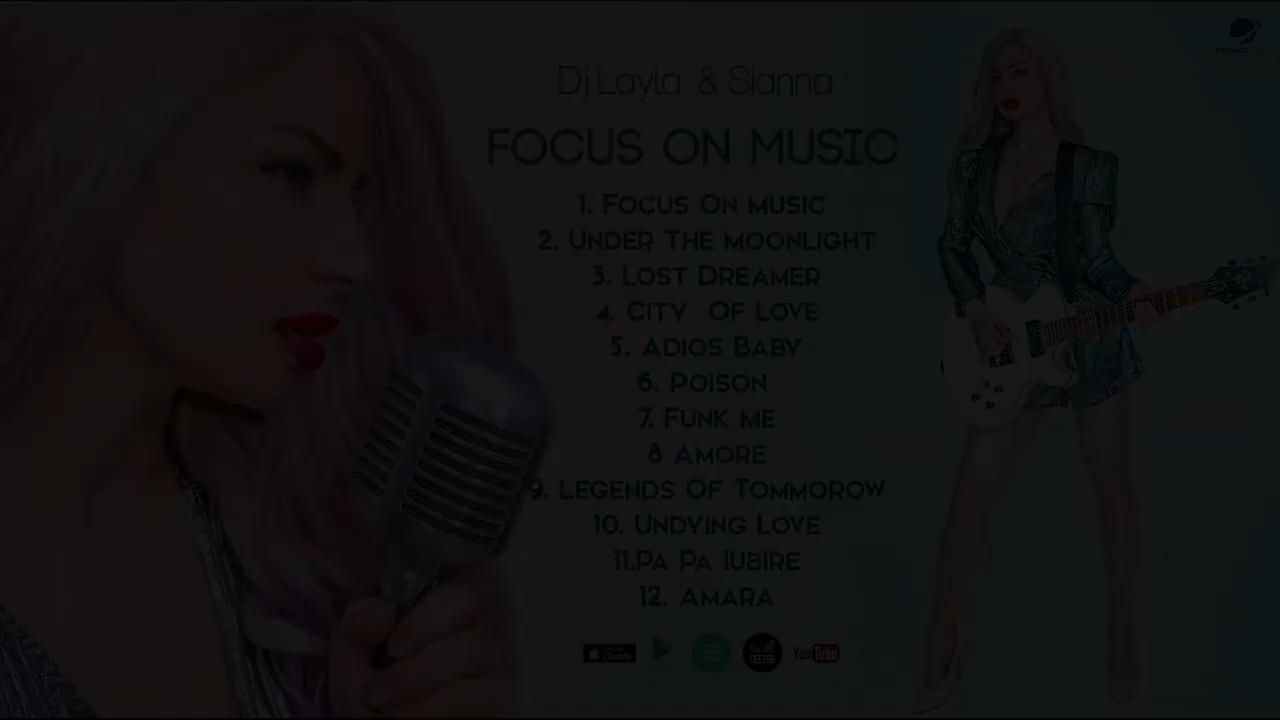 Dj Layla & Sianna
FOCUS ON MUSIC
1. FOCUS ON MUSIC
2. UNDER THE MOONLIGHT
3. LOST DREAMER
4. CITY OF LOVE
5. ADIOS BABY
6. POISON
7. FUNK ME
8 AMORE
9. LEGENDS OF TOMMOROW
10. UNDYING LOVE
11.PA PA IUBIRE
12. AMARA
iTunes
DEEZER
YouTube